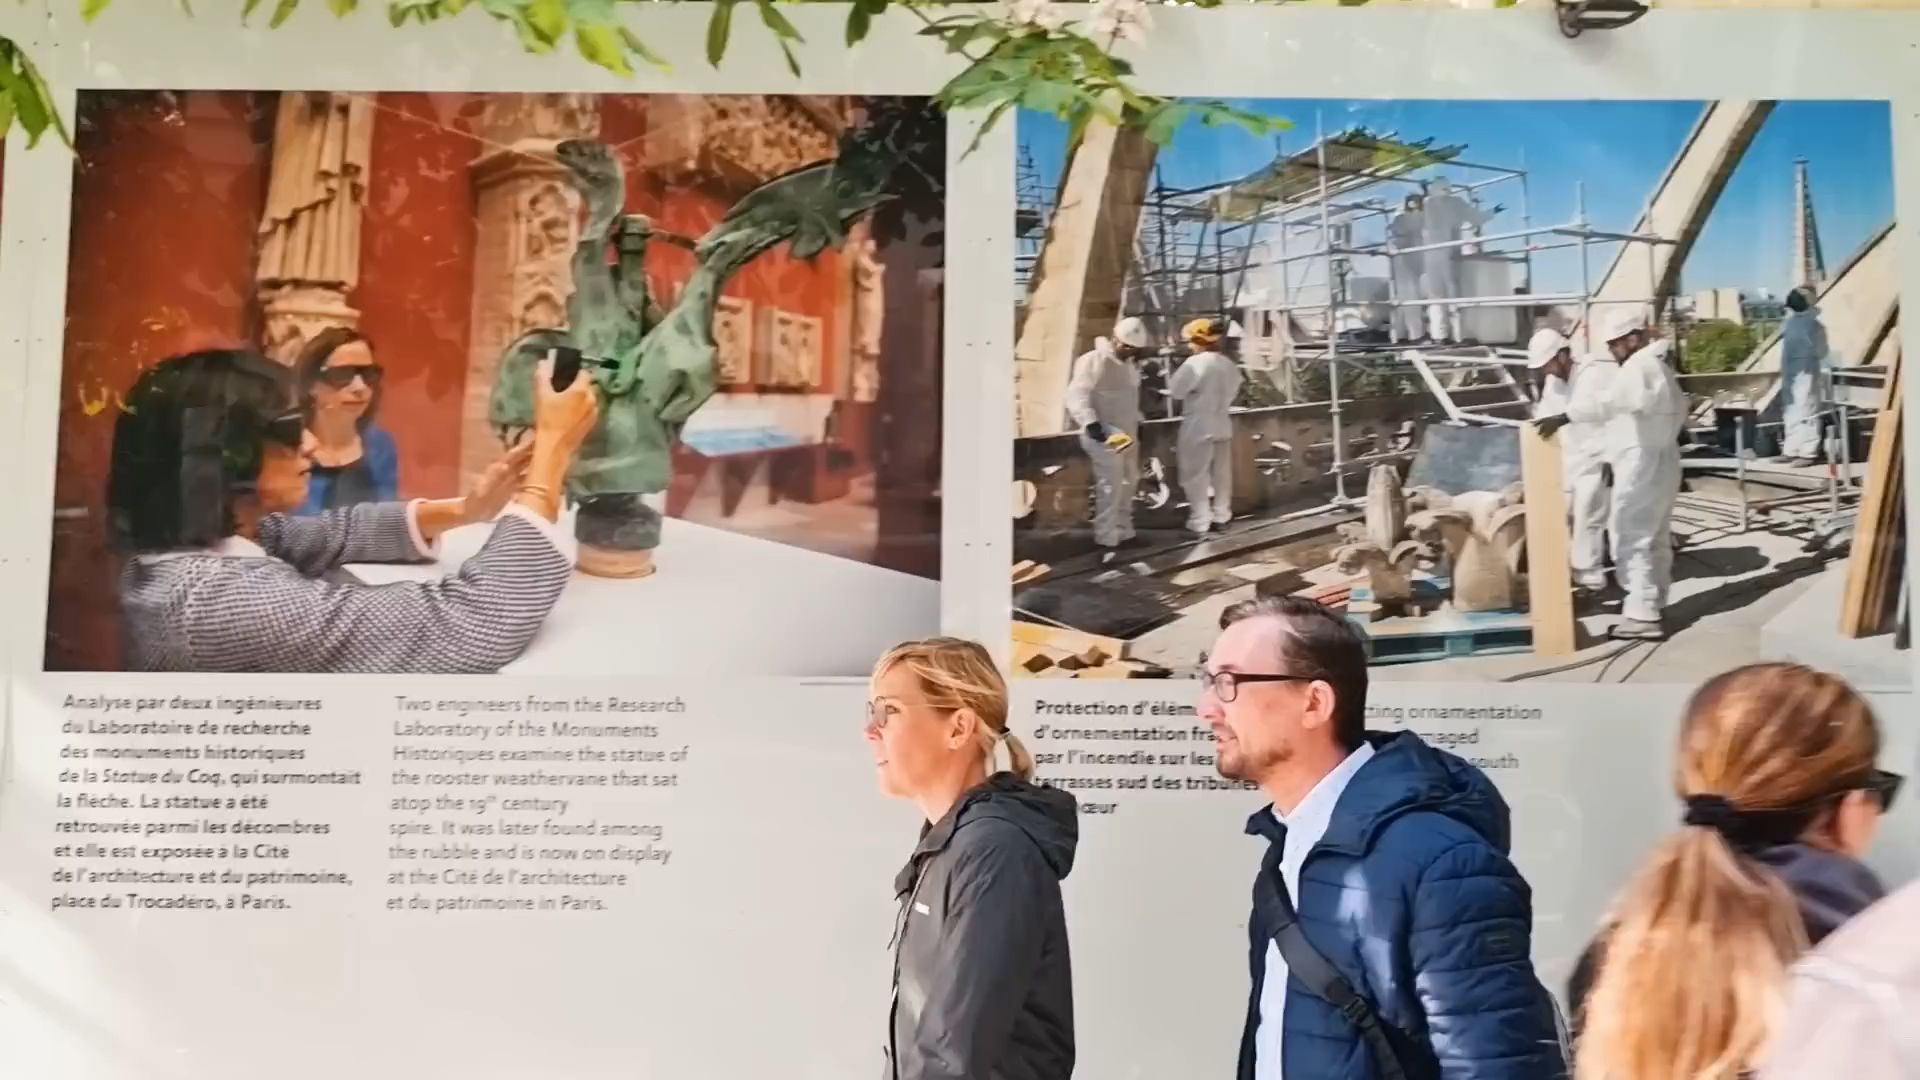 Analyse par deux ingénieures
du Laboratoire de recherche
des monuments historiques
de la Statue du Coq, qui surmontait
la flèche. La statue a été
retrouvée parmi les décombres
et elle est exposée à la Cité
de l'architecture et du patrimoine,
place du Trocadéro, à Paris.
Two engineers from the Research
Laboratory of the Monuments
Historiques examine the statue of
the rooster weathervane that sat
atop the 19th century
spire. It was later found among
the rubble and is now on display
at the Cité de l'architecture
et du patrimoine in Paris.
Protection d'élém
d'ornementation fra
par l'incendie sur les
terrasses sud des tribunes
œur
cting ornamentation
maged
south